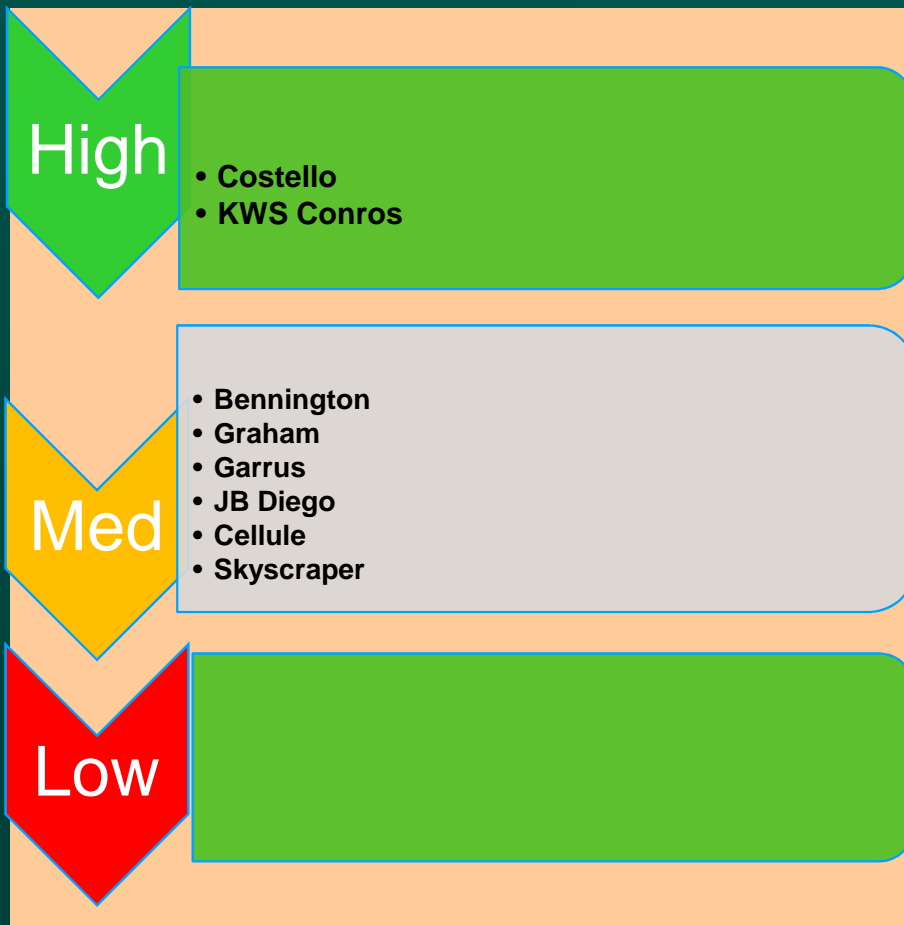 High
• Costello
• KWS Conros
Med
• Bennington
• Graham
• Garrus
• JB Diego
• Cellule
• Skyscraper
Low